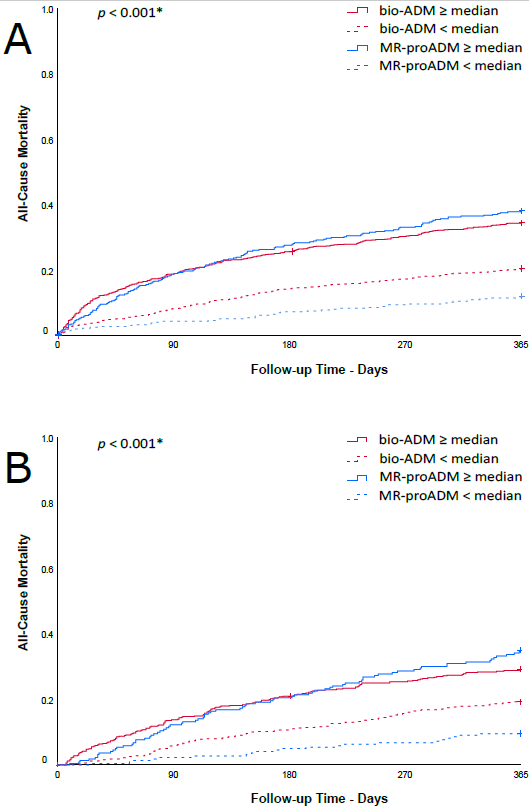 A
p < 0.001*
bio-ADM ≥ median
bio-ADM < median
MR-proADM ≥ median
MR-proADM < median
All-Cause Mortality
1.0
0.8
0.6
0.4
0.2
0
0 90 180 270 365
Follow-up Time - Days
B
p < 0.001*
bio-ADM ≥ median
bio-ADM < median
MR-proADM ≥ median
MR-proADM < median
All-Cause Mortality
1.0
0.8
0.6
0.4
0.2
0
0 90 180 270 365
Follow-up Time - Days